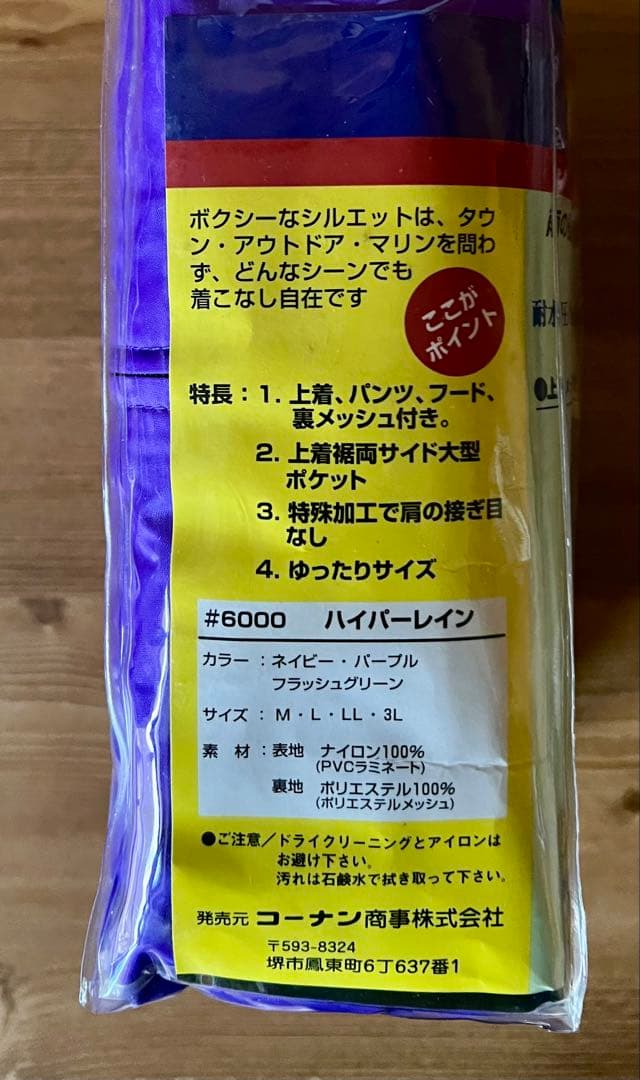 ボクシーなシルエットは、タウ
ン・アウトドア・マリンを問わ
ず、どんなシーンでも
着こなし自在です
ここが
ポイント
特長：1. 上着、パンツ、フード、
裏メッシュ付き。
2. 上着裾両サイド大型
ポケット
3. 特殊加工で肩の接ぎ目
なし
4. ゆったりサイズ
#6000 ハイパーレイン
カラー：ネイビー・パープル
フラッシュグリーン
サイズ：M・L・LL・3L
素材：表地 ナイロン100%
(PVCラミネート)
裏地 ポリエステル100%
(ポリエステルメッシュ)
●ご注意／ドライクリーニングとアイロンは
お避け下さい。
汚れは石鹸水で拭き取って下さい。
発売元 コーナン商事株式会社
〒593-8324
堺市鳳東町6丁637番1
耐水圧
●上